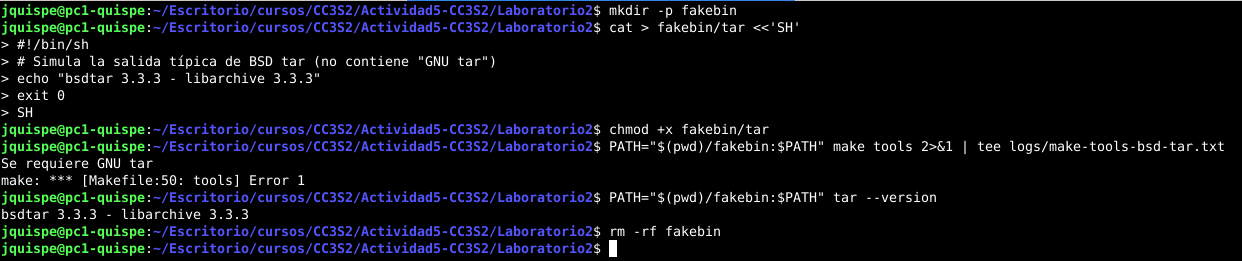 jquispe@pc1-quispe:~/Escritorio/cursos/CC3S2/Actividad5-CC3S2/Laboratorio2$ mkdir -p fakebin
jquispe@pc1-quispe:~/Escritorio/cursos/CC3S2/Actividad5-CC3S2/Laboratorio2$ cat > fakebin/tar <<'SH'
> #!/bin/sh
> # Simula la salida típica de BSD tar (no contiene "GNU tar")
> echo "bsdtar 3.3.3 - libarchive 3.3.3"
> exit 0
> SH
jquispe@pc1-quispe:~/Escritorio/cursos/CC3S2/Actividad5-CC3S2/Laboratorio2$ chmod +x fakebin/tar
jquispe@pc1-quispe:~/Escritorio/cursos/CC3S2/Actividad5-CC3S2/Laboratorio2$ PATH="$(pwd)/fakebin:$PATH" make tools 2>&1 | tee logs/make-tools-bsd-tar.txt
Se requiere GNU tar
make: *** [Makefile:50: tools] Error 1
jquispe@pc1-quispe:~/Escritorio/cursos/CC3S2/Actividad5-CC3S2/Laboratorio2$ PATH="$(pwd)/fakebin:$PATH" tar --version
bsdtar 3.3.3 - libarchive 3.3.3
jquispe@pc1-quispe:~/Escritorio/cursos/CC3S2/Actividad5-CC3S2/Laboratorio2$ rm -rf fakebin
jquispe@pc1-quispe:~/Escritorio/cursos/CC3S2/Actividad5-CC3S2/Laboratorio2$